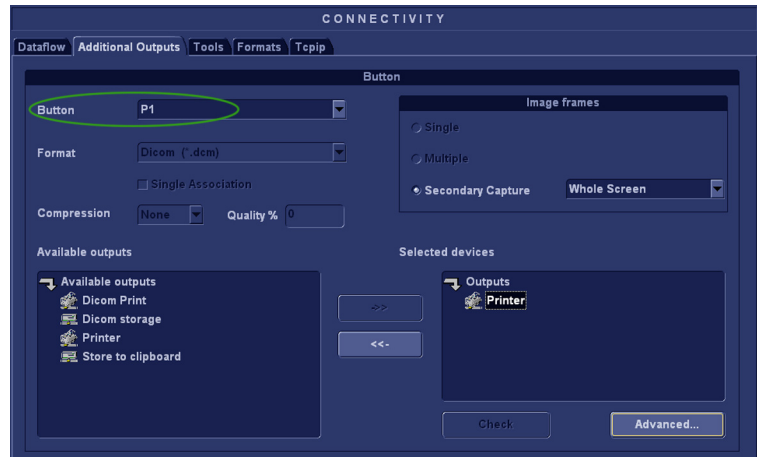 CONNECTIVITY
Dataflow Additional Outputs Tools Formats Tcpip
Button
Button P1
Format Dicom (*.dcm)
Single Association
Compression None Quality % 0
Image frames
Single
Multiple
Secondary Capture Whole Screen
Available outputs
Available outputs
Dicom Print
Dicom storage
Printer
Store to clipboard
->>
<<-
Selected devices
Outputs
Printer
Check
Advanced...